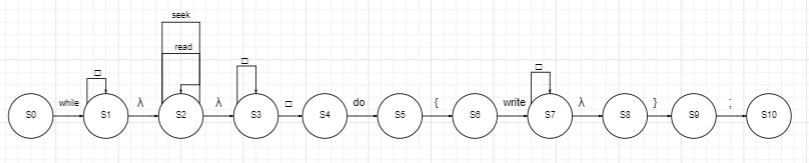 seek
read
□ □ □
while λ λ □ do { write λ } ;
S0 S1 S2 S3 S4 S5 S6 S7 S8 S9 S10